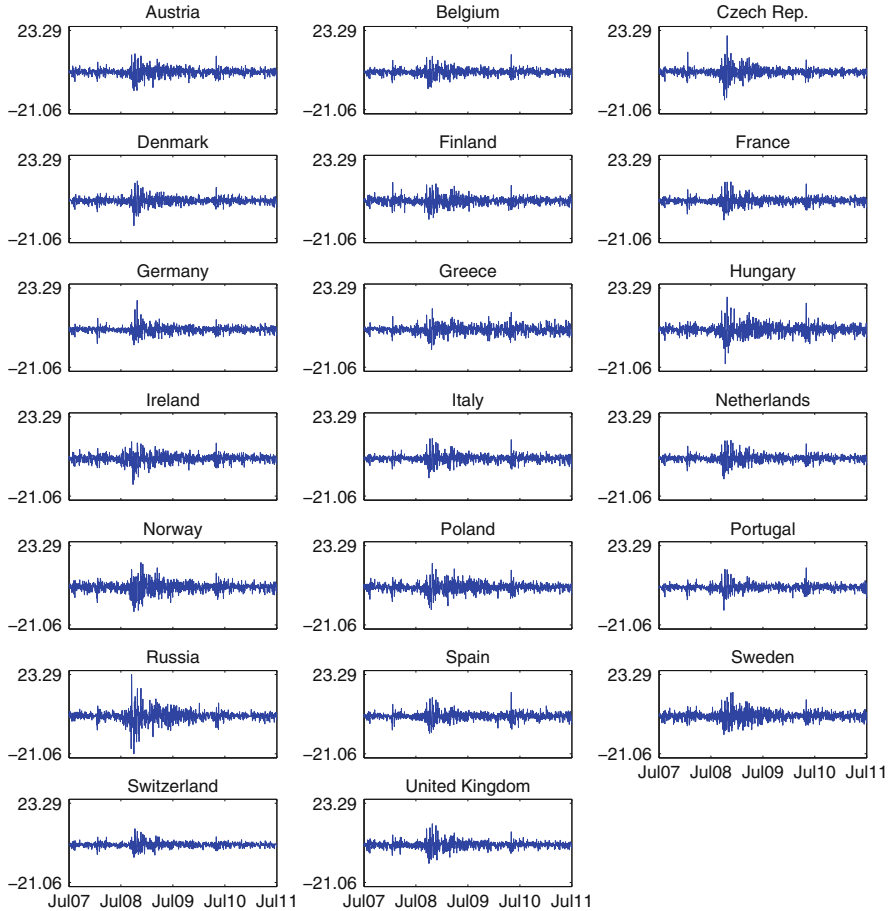 Austria Belgium Czech Rep.
23.29 23.29 23.29
−21.06 −21.06 −21.06
Denmark Finland France
23.29 23.29 23.29
−21.06 −21.06 −21.06
Germany Greece Hungary
23.29 23.29 23.29
−21.06 −21.06 −21.06
Ireland Italy Netherlands
23.29 23.29 23.29
−21.06 −21.06 −21.06
Norway Poland Portugal
23.29 23.29 23.29
−21.06 −21.06 −21.06
Russia Spain Sweden
23.29 23.29 23.29
−21.06 −21.06 −21.06
Jul07 Jul08 Jul09 Jul10 Jul11
Switzerland United Kingdom
23.29 23.29
−21.06 −21.06
Jul07 Jul08 Jul09 Jul10 Jul11 Jul07 Jul08 Jul09 Jul10 Jul11